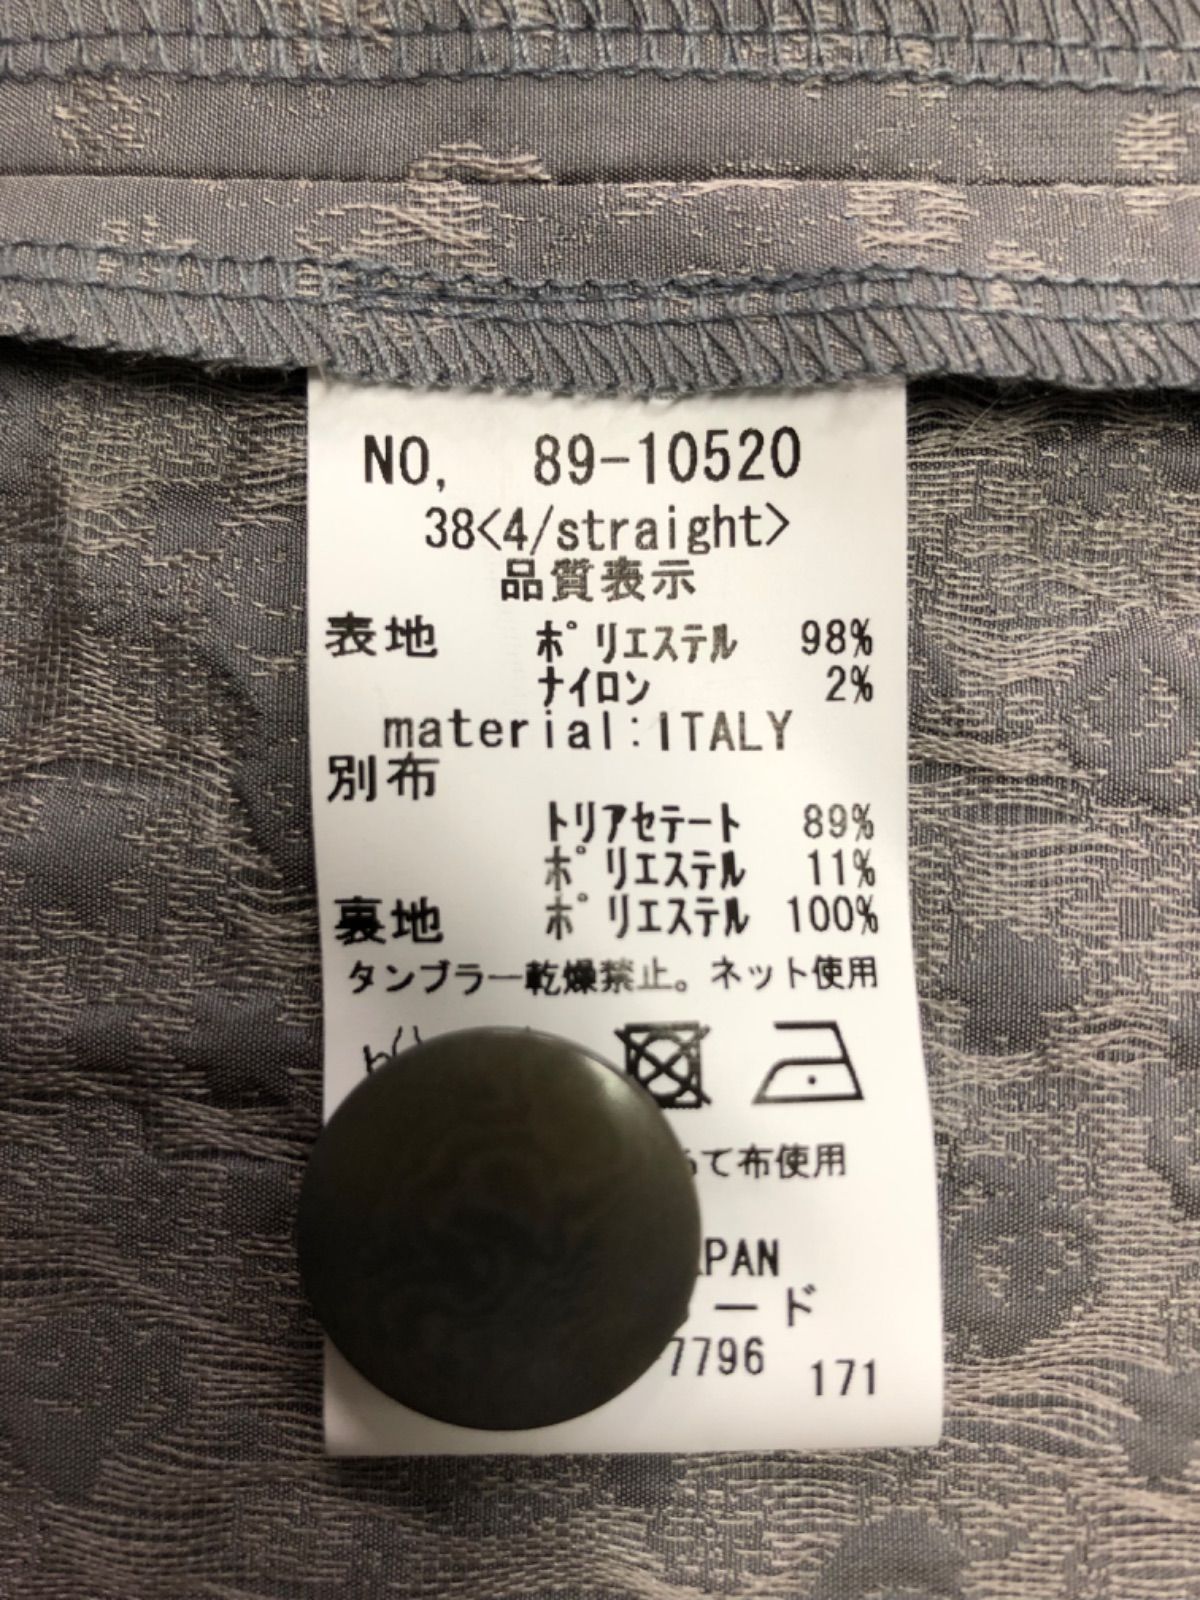 NO, 89-10520
38<4/straight>
品質表示
表地 ポリエステル 98%
ナイロン 2%
material:ITALY
別布
トリアセテート 89%
ポリエステル 11%
裏地 ポリエステル 100%
タンブラー乾燥禁止。ネット使用
て布使用
PAN
ード
7796
171